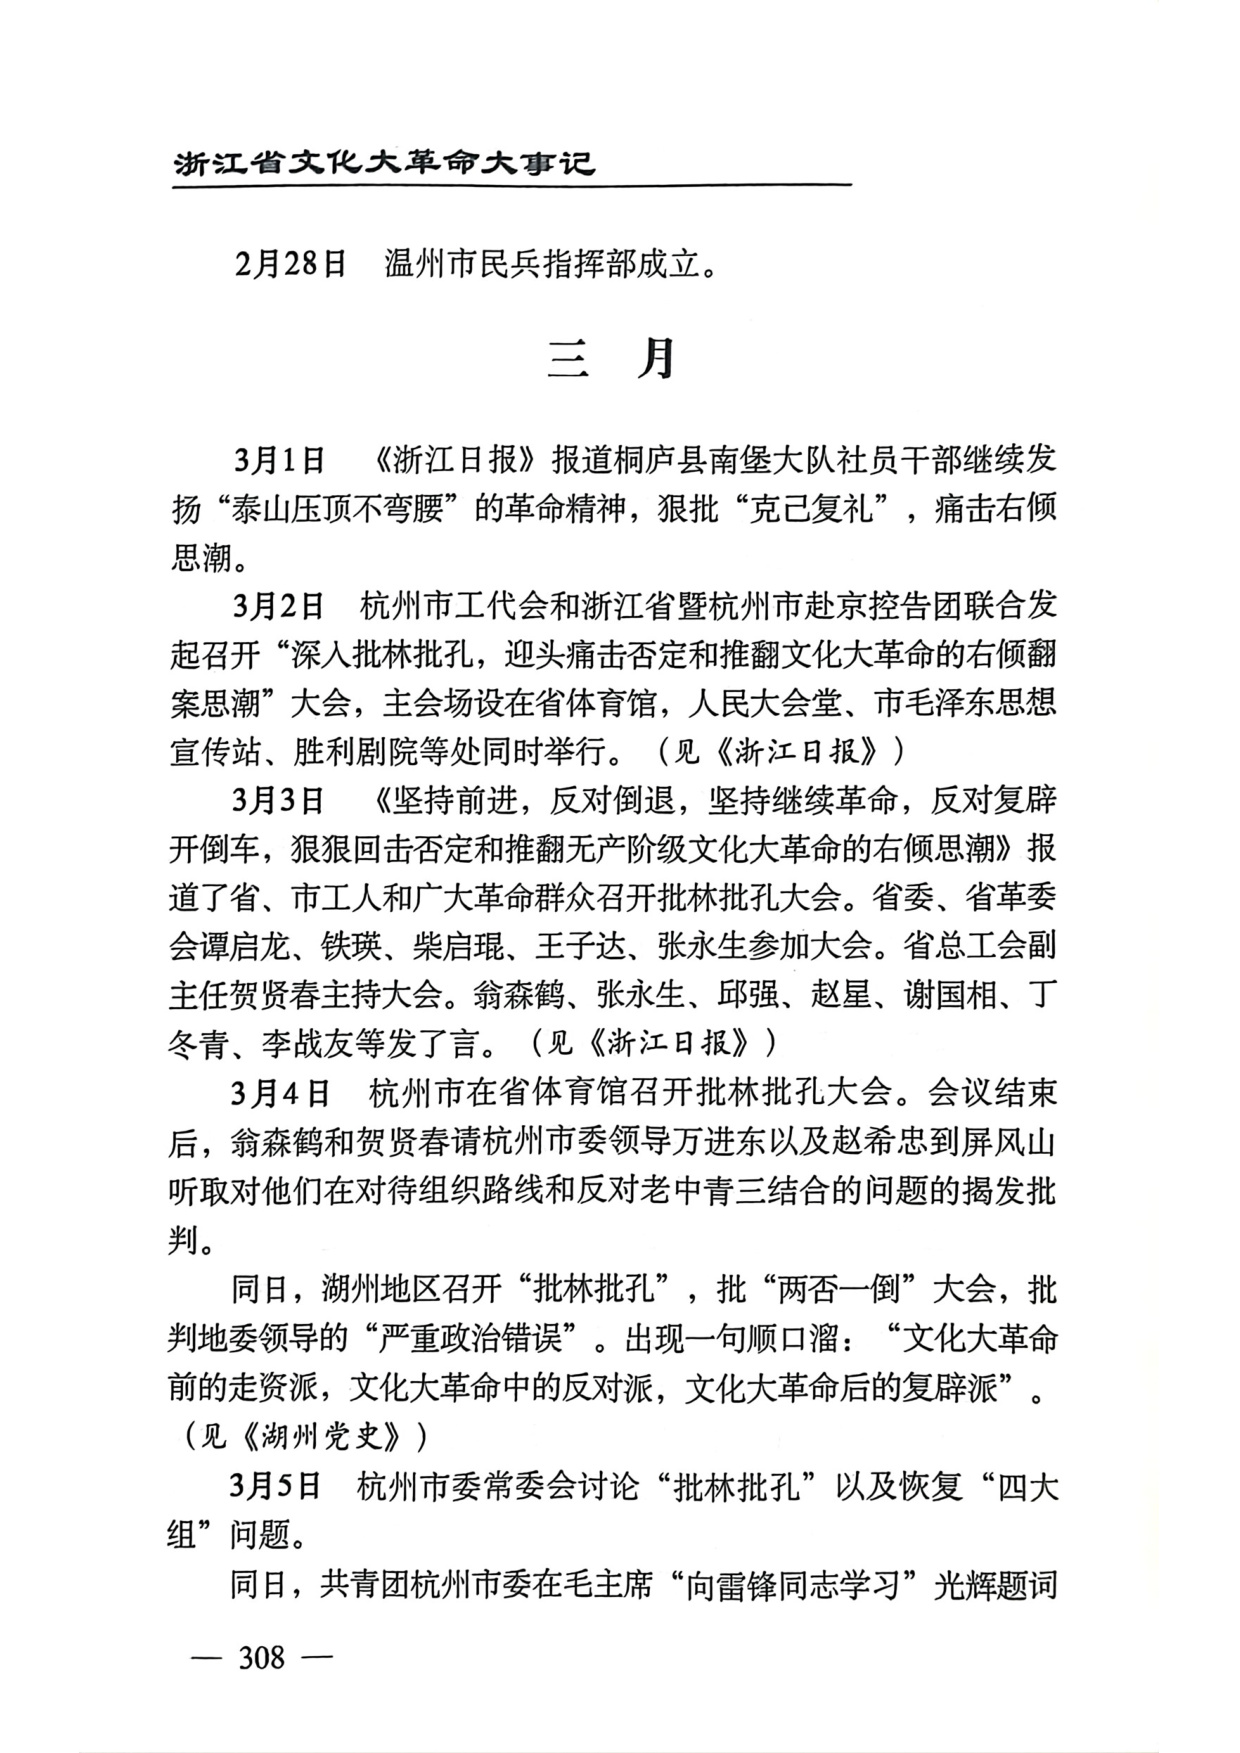 浙江省文化大革命大事记
2月28日 温州市民兵指挥部成立。
三 月
3月1日 《浙江日报》报道桐庐县南堡大队社员干部继续发
扬“泰山压顶不弯腰”的革命精神，狠批“克己复礼”，痛击右倾
思潮。
3月2日 杭州市工代会和浙江省暨杭州市赴京控告团联合发
起召开“深入批林批孔，迎头痛击否定和推翻文化大革命的右倾翻
案思潮”大会，主会场设在省体育馆，人民大会堂、市毛泽东思想
宣传站、胜利剧院等处同时举行。（见《浙江日报》）
3月3日 《坚持前进，反对倒退，坚持继续革命，反对复辟
开倒车，狠狠回击否定和推翻无产阶级文化大革命的右倾思潮》报
道了省、市工人和广大革命群众召开批林批孔大会。省委、省革委
会谭启龙、铁瑛、柴启琨、王子达、张永生参加大会。省总工会副
主任贺贤春主持大会。翁森鹤、张永生、邱强、赵星、谢国相、丁
冬青、李战友等发了言。（见《浙江日报》）
3月4日 杭州市在省体育馆召开批林批孔大会。会议结束
后，翁森鹤和贺贤春请杭州市委领导万进东以及赵希忠到屏风山
听取对他们在对待组织路线和反对老中青三结合的问题的揭发批
判。
同日，湖州地区召开“批林批孔”，批“两否一倒”大会，批
判地委领导的“严重政治错误”。出现一句顺口溜：“文化大革命
前的走资派，文化大革命中的反对派，文化大革命后的复辟派”。
（见《湖州党史》）
3月5日 杭州市委常委会讨论“批林批孔”以及恢复“四大
组”问题。
同日，共青团杭州市委在毛主席“向雷锋同志学习”光辉题词
— 308 —